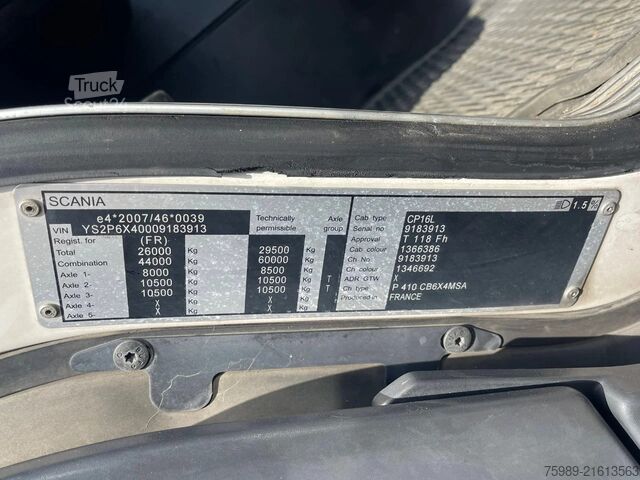 Truck
Scout24
SCANIA
1.5%
e4*2007/46*0039
VIN YS2P6X40009183913
Technically permissible
Axle group
Regist. for (FR)
Total 26000 Kg 29500 Kg
Combination 44000 Kg 60000 Kg
Axle 1- 8000 Kg 8500 Kg
Axle 2- 10500 Kg 10500 Kg T
Axle 3- 10500 Kg 10500 Kg T
Axle 4- X Kg X Kg
Axle 5- X Kg X Kg
Cab type CP16L
Serial no 9183913
Approval T 118 Fh
Cab colour 1366386
Ch.No 9183913
Ch colour 1346692
ADR GTW X
Ch type P 410 CB6X4MSA
Produced in FRANCE
75989-21613563